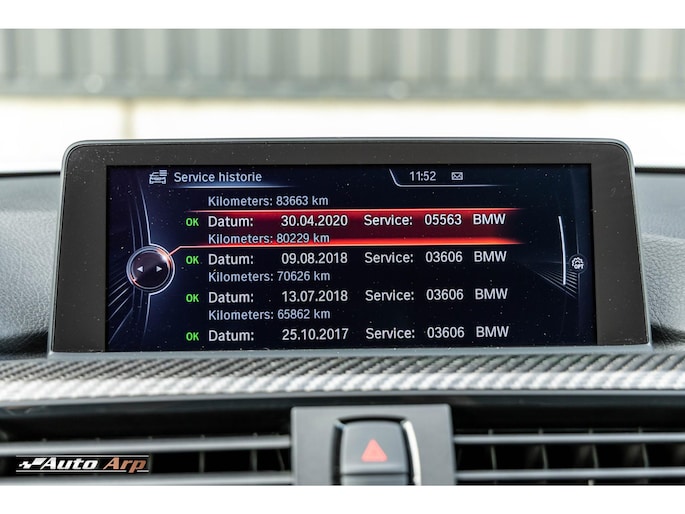 Service historie 11:52
Kilometers: 83663 km
OK Datum: 30.04.2020 Service: 05563 BMW
Kilometers: 80229 km
OK Datum: 09.08.2018 Service: 03606 BMW
Kilometers: 70626 km
OK Datum: 13.07.2018 Service: 03606 BMW
Kilometers: 65862 km
OK Datum: 25.10.2017 Service: 03606 BMW
OPT
Auto Arp